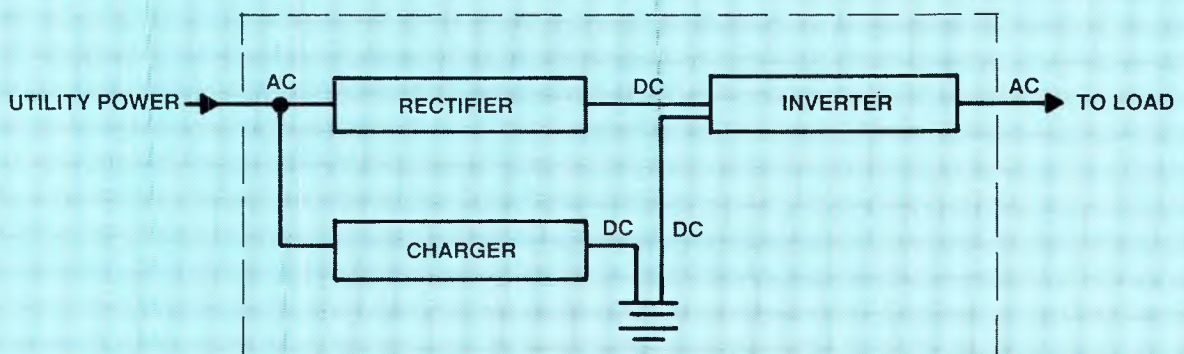 AC
DC
UTILITY POWER
RECTIFIER
INVERTER
AC
TO LOAD
DC
DC
CHARGER